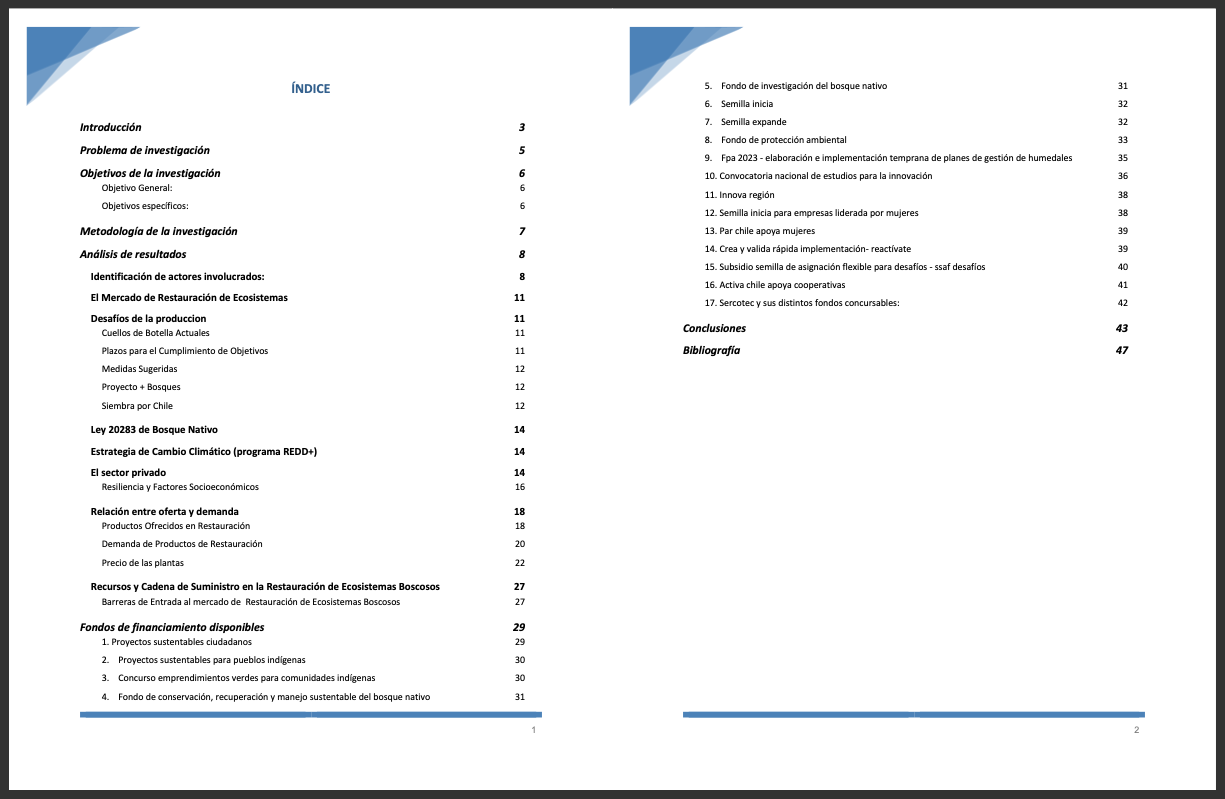 ÍNDICE
Introducción 3
Problema de investigación 5
Objetivos de la investigación 6
Objetivo General: 6
Objetivos específicos: 6
Metodología de la investigación 7
Análisis de resultados 8
Identificación de actores involucrados: 8
El Mercado de Restauración de Ecosistemas 11
Desafíos de la produccion 11
Cuellos de Botella Actuales 11
Plazos para el Cumplimiento de Objetivos 11
Medidas Sugeridas 12
Proyecto + Bosques 12
Siembra por Chile 12
Ley 20283 de Bosque Nativo 14
Estrategia de Cambio Climático (programa REDD+) 14
El sector privado 14
Resiliencia y Factores Socioeconómicos 16
Relación entre oferta y demanda 18
Productos Ofrecidos en Restauración 18
Demanda de Productos de Restauración 20
Precio de las plantas 22
Recursos y Cadena de Suministro en la Restauración de Ecosistemas Boscosos 27
Barreras de Entrada al mercado de Restauración de Ecosistemas Boscosos 27
Fondos de financiamiento disponibles 29
1. Proyectos sustentables ciudadanos 29
2. Proyectos sustentables para pueblos indígenas 30
3. Concurso emprendimientos verdes para comunidades indígenas 30
4. Fondo de conservación, recuperación y manejo sustentable del bosque nativo 31
1
5. Fondo de investigación del bosque nativo 31
6. Semilla inicia 32
7. Semilla expande 32
8. Fondo de protección ambiental 33
9. Fpa 2023 - elaboración e implementación temprana de planes de gestión de humedales 35
10. Convocatoria nacional de estudios para la innovación 36
11. Innova región 38
12. Semilla inicia para empresas liderada por mujeres 38
13. Par chile apoya mujeres 39
14. Crea y valida rápida implementación- reactívate 39
15. Subsidio semilla de asignación flexible para desafíos - ssaf desafíos 40
16. Activa chile apoya cooperativas 41
17. Sercotec y sus distintos fondos concursables: 42
Conclusiones 43
Bibliografía 47
2